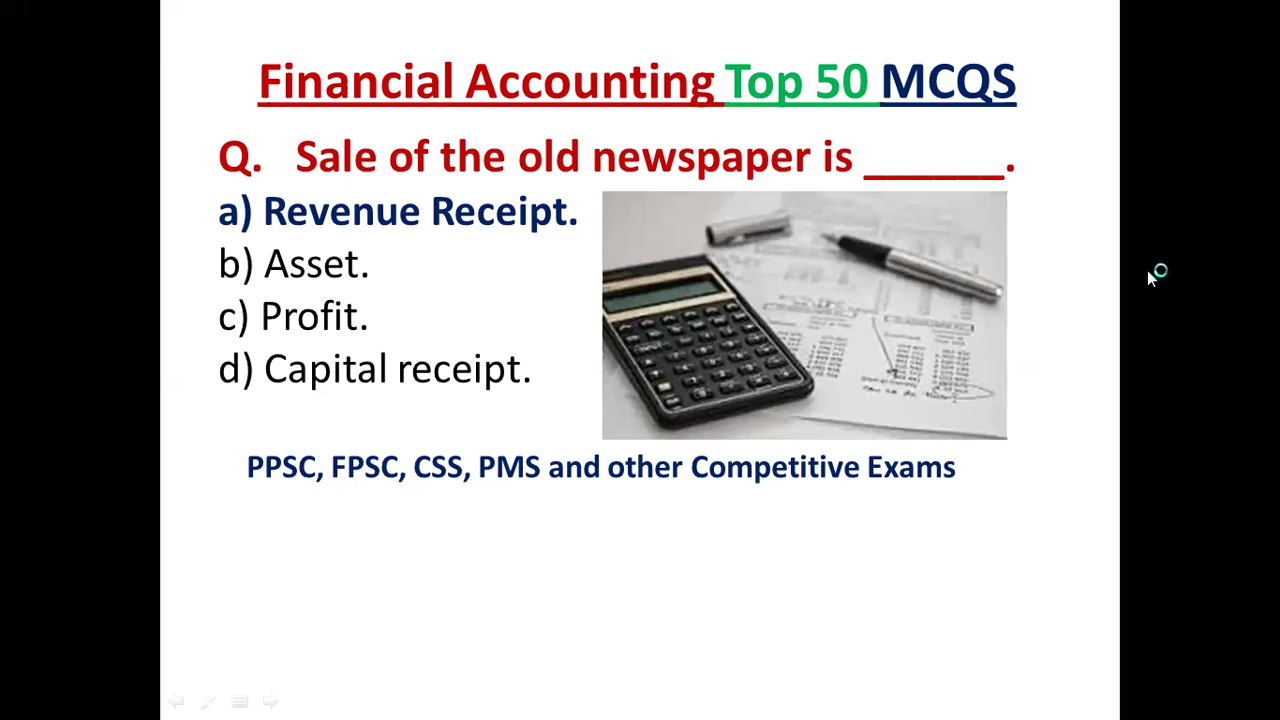 Financial Accounting Top 50 MCQS
Q. Sale of the old newspaper is ______.
a) Revenue Receipt.
b) Asset.
c) Profit.
d) Capital receipt.
PPSC, FPSC, CSS, PMS and other Competitive Exams